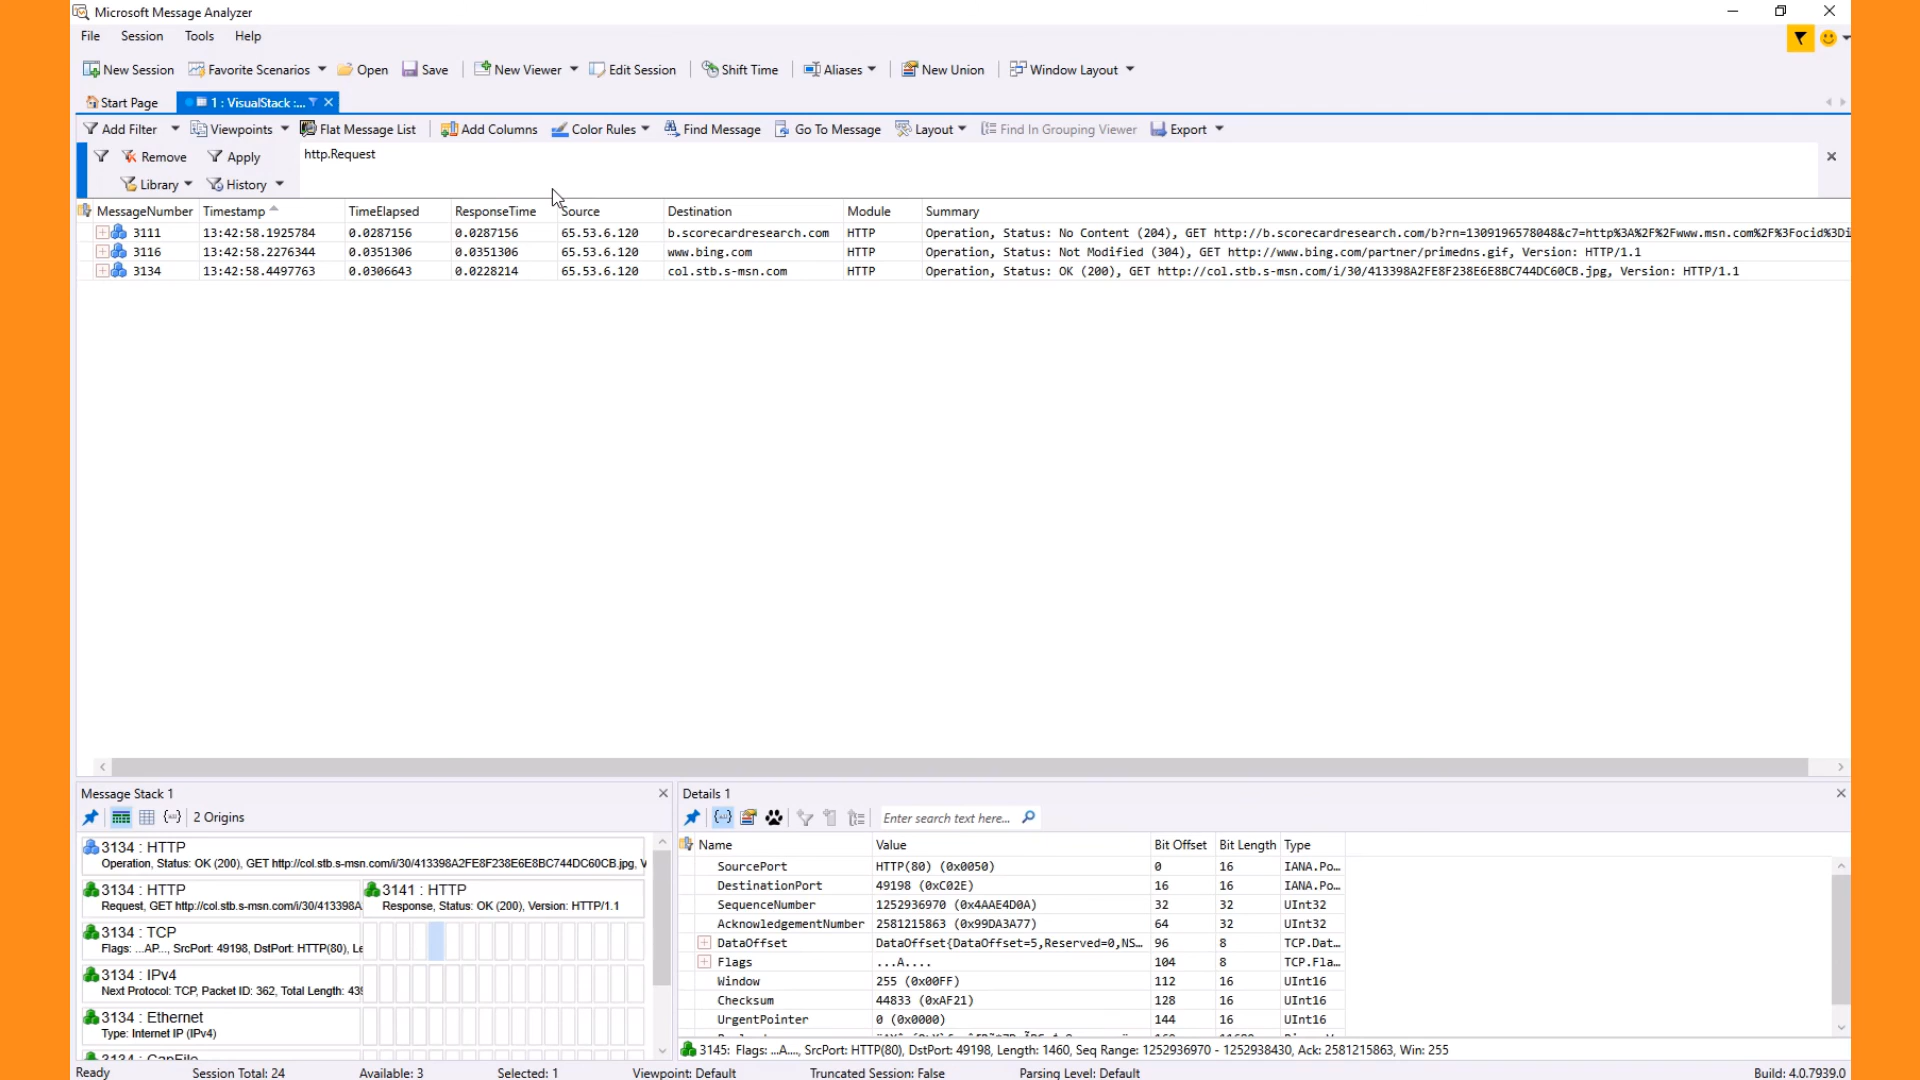 Microsoft Message Analyzer
File Session Tools Help
New Session Favorite Scenarios Open Save New Viewer Edit Session Shift Time Aliases New Union Window Layout
Start Page 1 : VisualStack :...
Add Filter Viewpoints Flat Message List Add Columns Color Rules Find Message Go To Message Layout Find In Grouping Viewer Export
Remove Apply http.Request
Library History
MessageNumber Timestamp TimeElapsed ResponseTime Source Destination Module Summary
3111 13:42:58.1925784 0.0287156 0.0287156 65.53.6.120 b.scorecardresearch.com HTTP Operation, Status: No Content (204), GET http://b.scorecardresearch.com/b?rn=1309196578048&c7=http%3A%2F%2Fwww.msn.com%2F%3Focid%3Di
3116 13:42:58.2276344 0.0351306 0.0351306 65.53.6.120 www.bing.com HTTP Operation, Status: Not Modified (304), GET http://www.bing.com/partner/primedns.gif, Version: HTTP/1.1
3134 13:42:58.4497763 0.0306643 0.0228214 65.53.6.120 col.stb.s-msn.com HTTP Operation, Status: OK (200), GET http://col.stb.s-msn.com/i/30/413398A2FE8F238E6E8BC744DC60CB.jpg, Version: HTTP/1.1
Message Stack 1
2 Origins
3134 : HTTP
Operation, Status: OK (200), GET http://col.stb.s-msn.com/i/30/413398A2FE8F238E6E8BC744DC60CB.jpg, V
3134 : HTTP 3141 : HTTP
Request, GET http://col.stb.s-msn.com/i/30/413398A Response, Status: OK (200), Version: HTTP/1.1
3134 : TCP
Flags: ...AP..., SrcPort: 49198, DstPort: HTTP(80), Le
3134 : IPv4
Next Protocol: TCP, Packet ID: 362, Total Length: 439
3134 : Ethernet
Type: Internet IP (IPv4)
3134 : CapFile
Details 1
Enter search text here...
Name Value Bit Offset Bit Length Type
SourcePort HTTP(80) (0x0050) 0 16 IANA.Po...
DestinationPort 49198 (0xC02E) 16 16 IANA.Po...
SequenceNumber 1252936970 (0x4AAE4D0A) 32 32 UInt32
AcknowledgementNumber 2581215863 (0x99DA3A77) 64 32 UInt32
DataOffset DataOffset{DataOffset=5,Reserved=0,NS... 96 8 TCP.Dat...
Flags ...A.... 104 8 TCP.Fla...
Window 255 (0x00FF) 112 16 UInt16
Checksum 44833 (0xAF21) 128 16 UInt16
UrgentPointer 0 (0x0000) 144 16 UInt16
3145: Flags: ...A...., SrcPort: HTTP(80), DstPort: 49198, Length: 1460, Seq Range: 1252936970 - 1252938430, Ack: 2581215863, Win: 255
Ready Session Total: 24 Available: 3 Selected: 1 Viewpoint: Default Truncated Session: False Parsing Level: Default Build: 4.0.7939.0